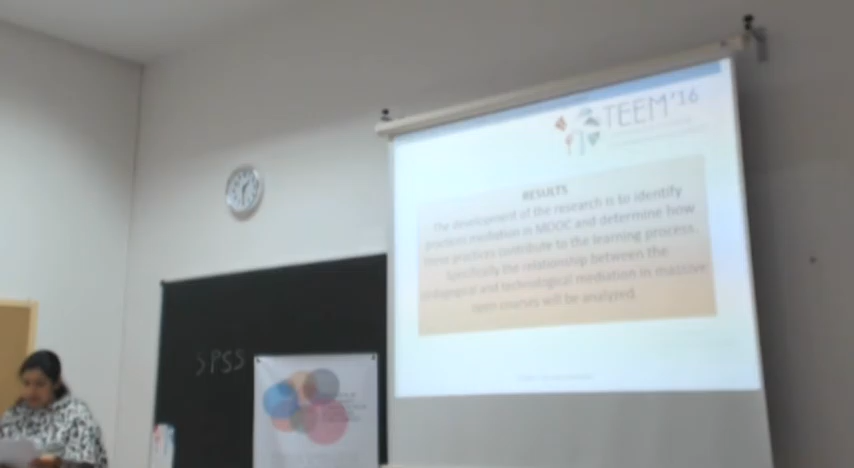 TEEM '16
RESULTS
The development of the research is to identify
practices mediation in MOOC and determine how
these practices contribute to the learning process.
Specifically the relationship between the
pedagogical and technological mediation in massive
open courses will be analyzed.
SPSS